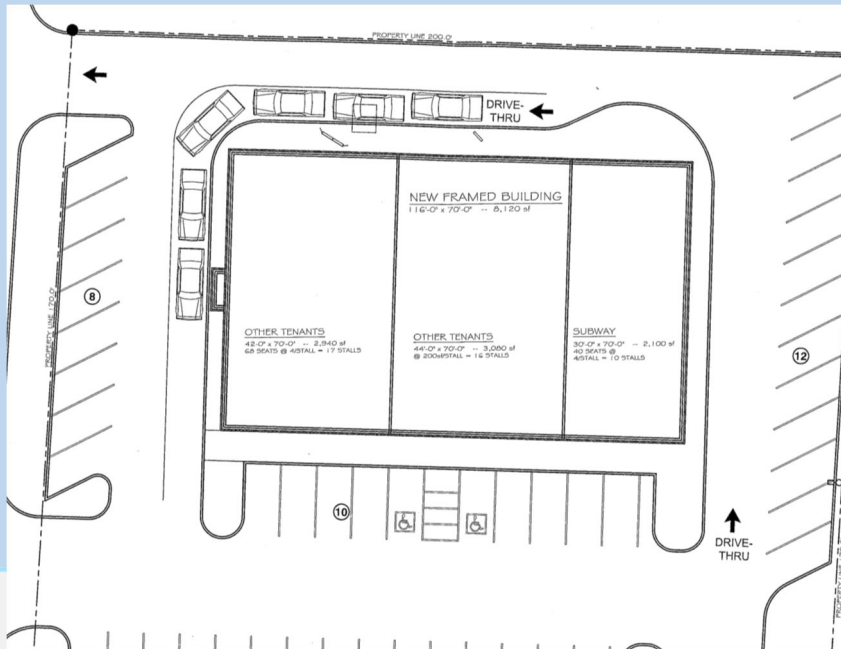 PROPERTY LINE 200.0'
DRIVE-
THRU
NEW FRAMED BUILDING
116'-0" x 70'-0" -- 8,120 sf
PROPERTY LINE 170.0'
8
OTHER TENANTS
42'-0" x 70'-0" -- 2,940 sf
68 SEATS @ 4/STALL = 17 STALLS
OTHER TENANTS
44'-0" x 70'-0" -- 3,080 sf
@ 200sf/STALL = 16 STALLS
SUBWAY
30'-0" x 70'-0" -- 2,100 sf
40 SEATS @
4/STALL = 10 STALLS
12
10
DRIVE-
THRU
PROPERTY LINE